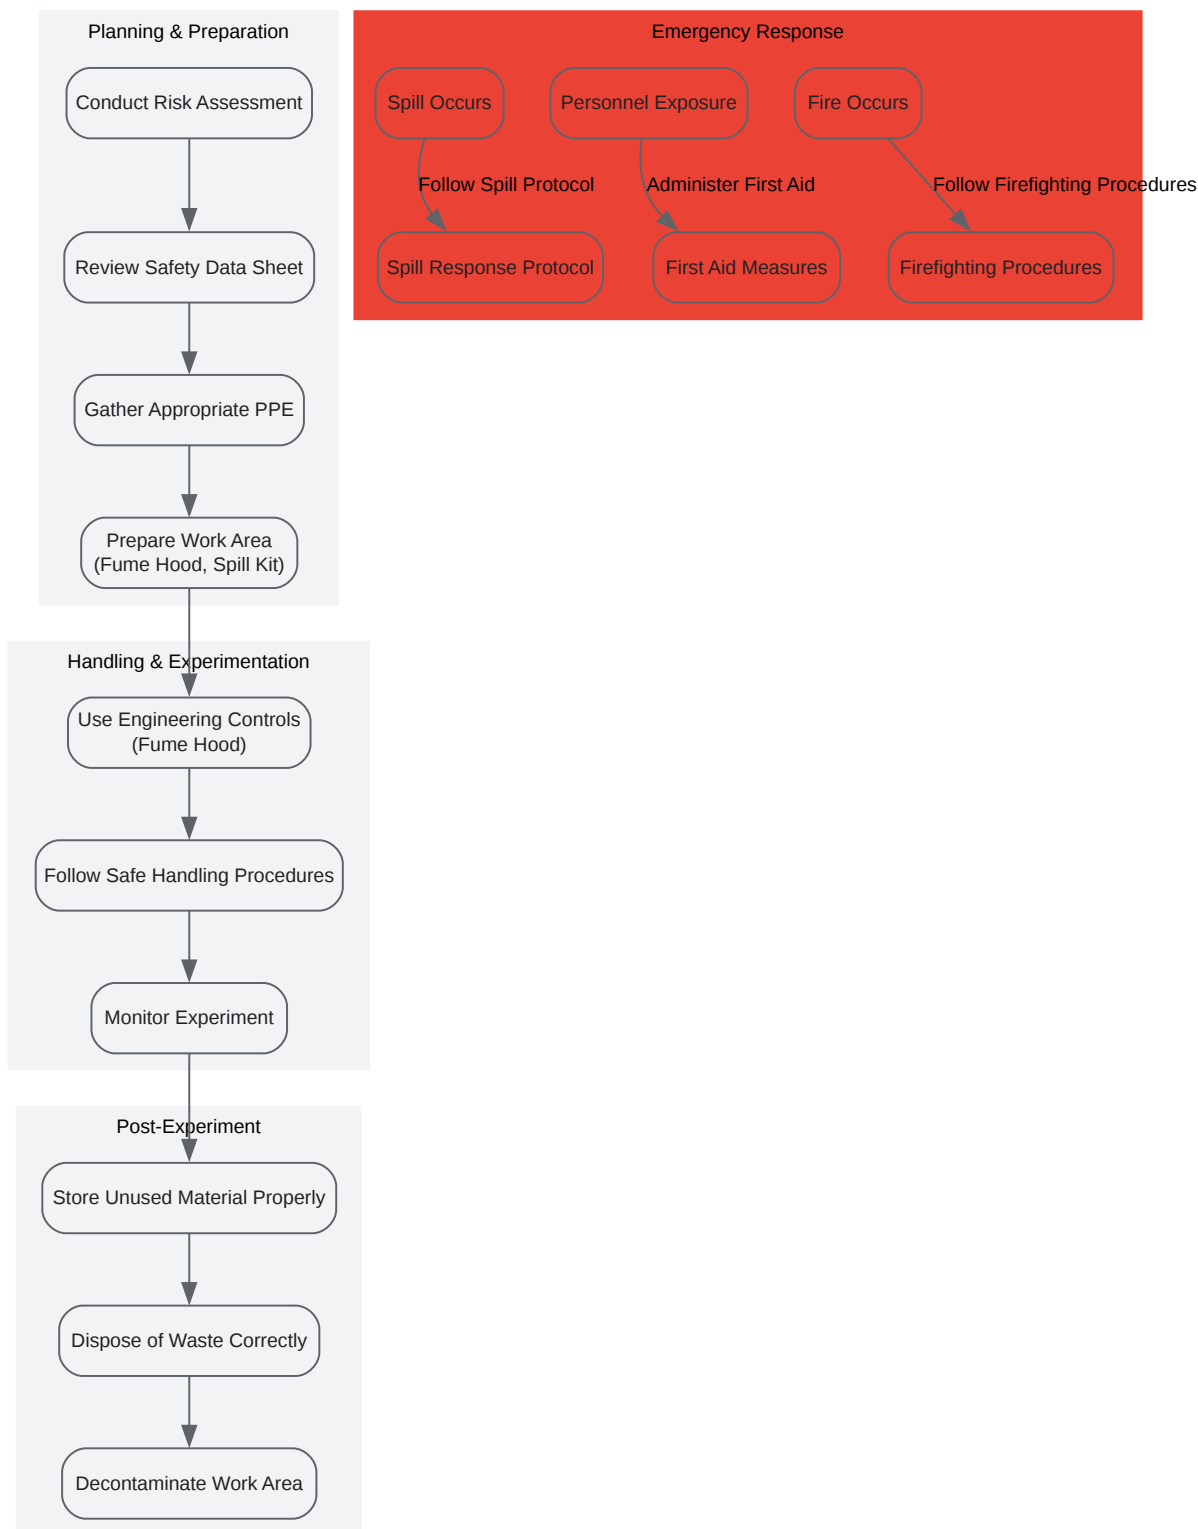 Planning & Preparation
Conduct Risk Assessment
Review Safety Data Sheet
Gather Appropriate PPE
Prepare Work Area
(Fume Hood, Spill Kit)
Handling & Experimentation
Use Engineering Controls
(Fume Hood)
Follow Safe Handling Procedures
Monitor Experiment
Post-Experiment
Store Unused Material Properly
Dispose of Waste Correctly
Decontaminate Work Area
Emergency Response
Spill Occurs
Personnel Exposure
Fire Occurs
Follow Spill Protocol
Administer First Aid
Follow Firefighting Procedures
Spill Response Protocol
First Aid Measures
Firefighting Procedures